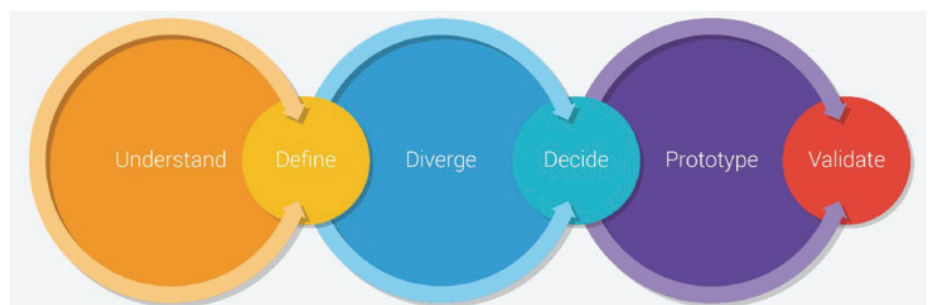 Understand
Define
Diverge
Decide
Prototype
Validate